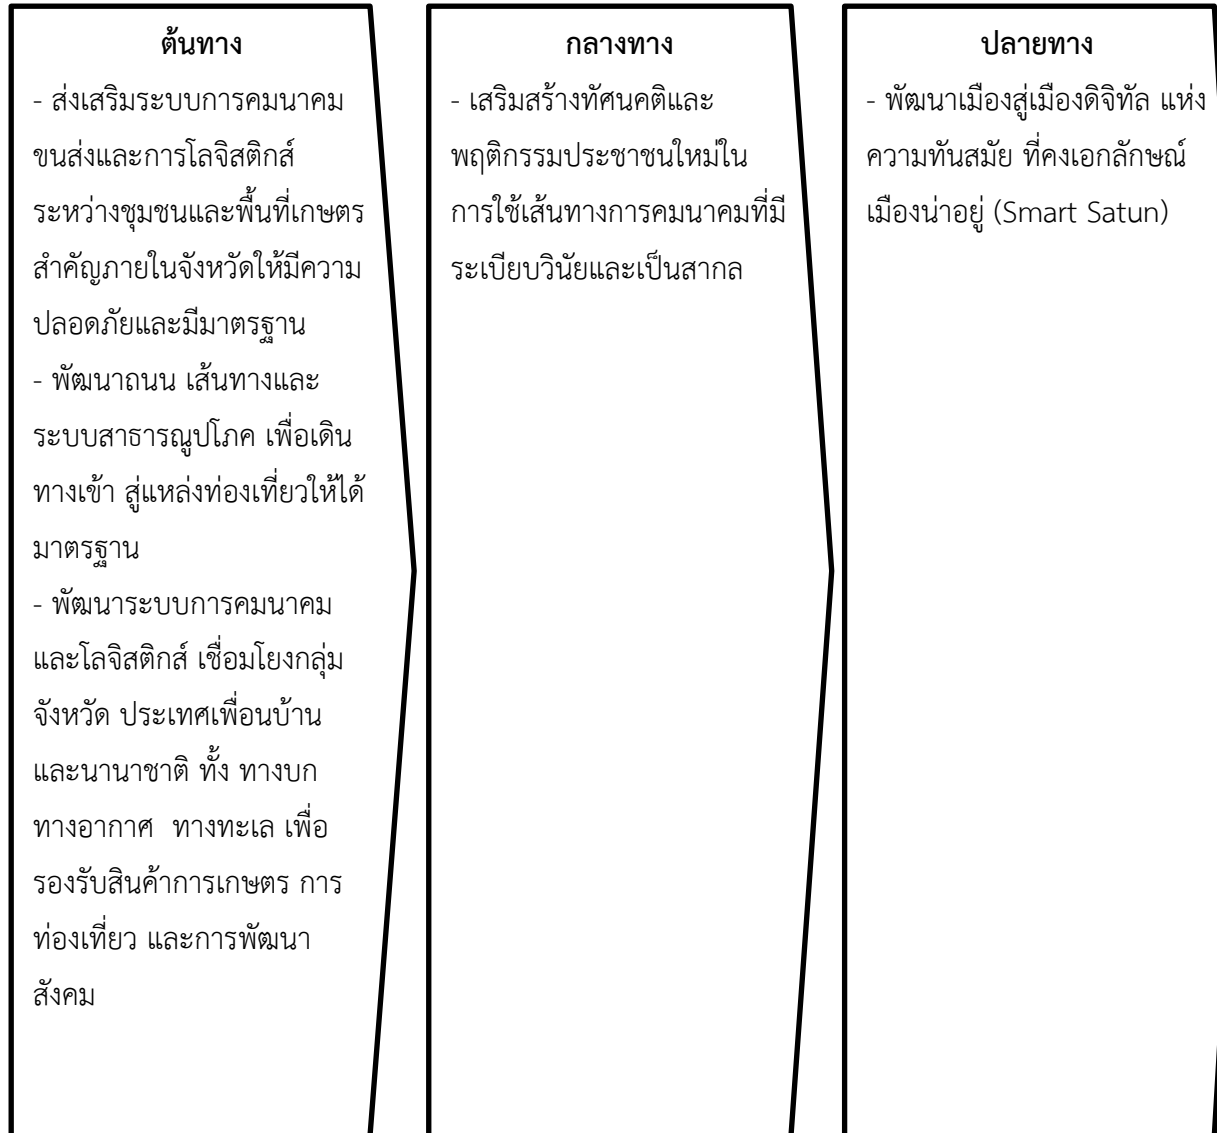 ต้นทาง
- ส่งเสริมระบบการคมนาคม
ขนส่งและการโลจิสติกส์
ระหว่างชุมชนและพื้นที่เกษตร
สำคัญภายในจังหวัดให้มีความ
ปลอดภัยและมีมาตรฐาน
- พัฒนาถนน เส้นทางและ
ระบบสาธารณูปโภค เพื่อเดิน
ทางเข้า สู่แหล่งท่องเที่ยวให้ได้
มาตรฐาน
- พัฒนาระบบการคมนาคม
และโลจิสติกส์ เชื่อมโยงกลุ่ม
จังหวัด ประเทศเพื่อนบ้าน
และนานาชาติ ทั้ง ทางบก
ทางอากาศ  ทางทะเล เพื่อ
รองรับสินค้าการเกษตร การ
ท่องเที่ยว และการพัฒนา
สังคม
กลางทาง
- เสริมสร้างทัศนคติและ
พฤติกรรมประชาชนใหม่ใน
การใช้เส้นทางการคมนาคมที่มี
ระเบียบวินัยและเป็นสากล
ปลายทาง
- พัฒนาเมืองสู่เมืองดิจิทัล แห่ง
ความทันสมัย ที่คงเอกลักษณ์
เมืองน่าอยู่ (Smart Satun)